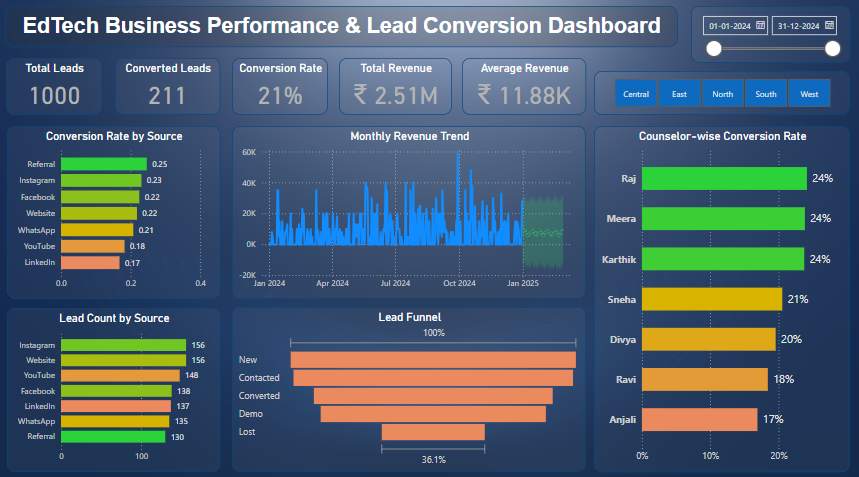 EdTech Business Performance & Lead Conversion Dashboard
01-01-2024 31-12-2024
Total Leads
1000
Converted Leads
211
Conversion Rate
21%
Total Revenue
₹ 2.51M
Average Revenue
₹ 11.88K
Central East North South West
Conversion Rate by Source
Referral 0.25
Instagram 0.23
Facebook 0.22
Website 0.22
WhatsApp 0.21
YouTube 0.18
LinkedIn 0.17
0.0 0.2 0.4
Monthly Revenue Trend
60K
40K
20K
0K
-20K
Jan 2024 Apr 2024 Jul 2024 Oct 2024 Jan 2025
Counselor-wise Conversion Rate
Raj 24%
Meera 24%
Karthik 24%
Sneha 21%
Divya 20%
Ravi 18%
Anjali 17%
0% 10% 20%
Lead Count by Source
Instagram 156
Website 156
YouTube 148
Facebook 138
LinkedIn 137
WhatsApp 135
Referral 130
0 100
Lead Funnel
100%
New
Contacted
Converted
Demo
Lost
36.1%